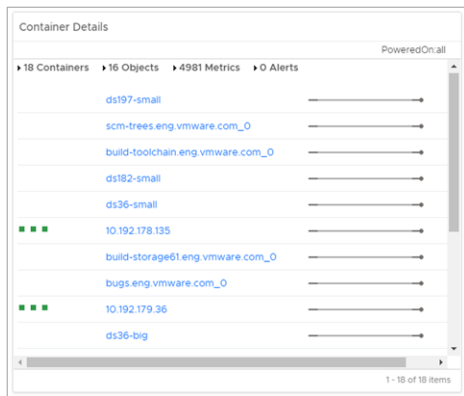 Container Details
PoweredOn:all
18 Containers 16 Objects 4981 Metrics 0 Alerts
ds197-small
scm-trees.eng.vmware.com_0
build-toolchain.eng.vmware.com_0
ds182-small
ds36-small
10.192.178.135
build-storage61.eng.vmware.com_0
bugs.eng.vmware.com_0
10.192.179.36
ds36-big
1 - 18 of 18 items